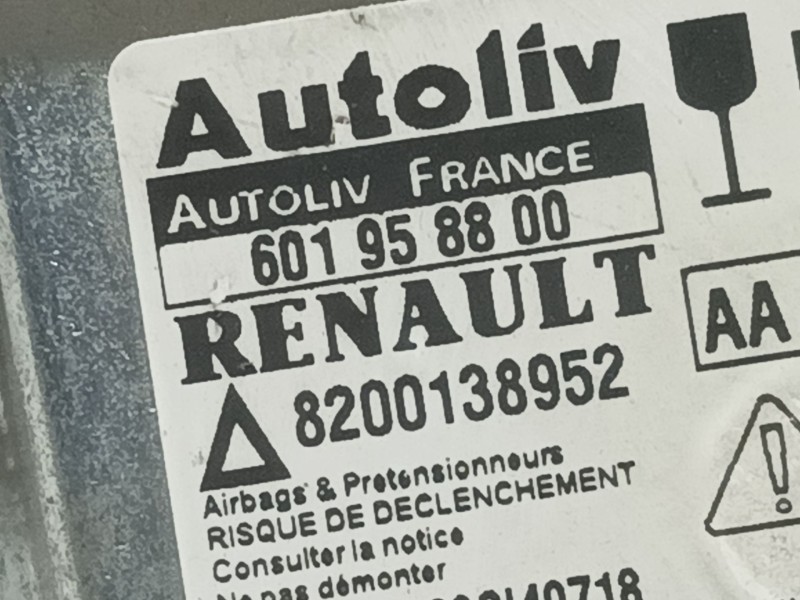 Autoliv
AUTOLIV FRANCE
601 95 88 00
RENAULT
AA
8200138952
Airbags & Pretensionneurs
RISQUE DE DECLENCHEMENT
Consulter la notice
Ne pas démonter